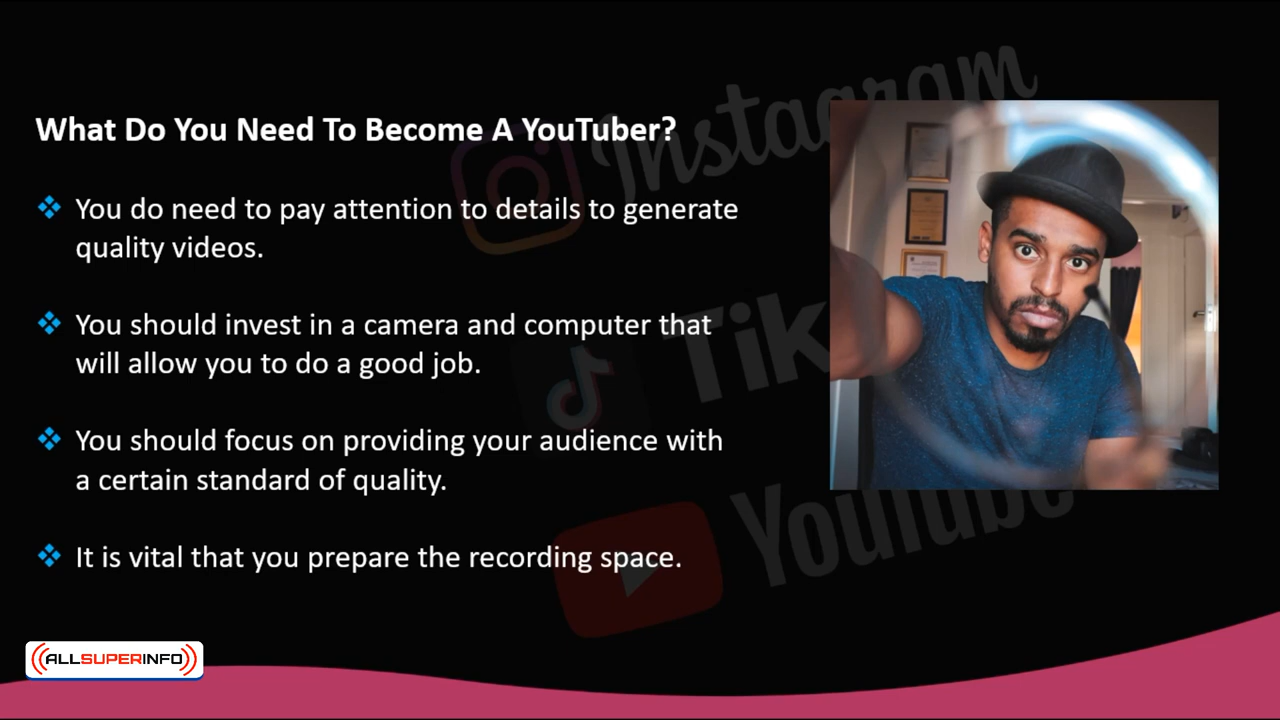 What Do You Need To Become A YouTuber?
You do need to pay attention to details to generate
quality videos.
You should invest in a camera and computer that
will allow you to do a good job.
You should focus on providing your audience with
a certain standard of quality.
It is vital that you prepare the recording space.
Instagram
Tik
YouTube
ALLSUPERINFO